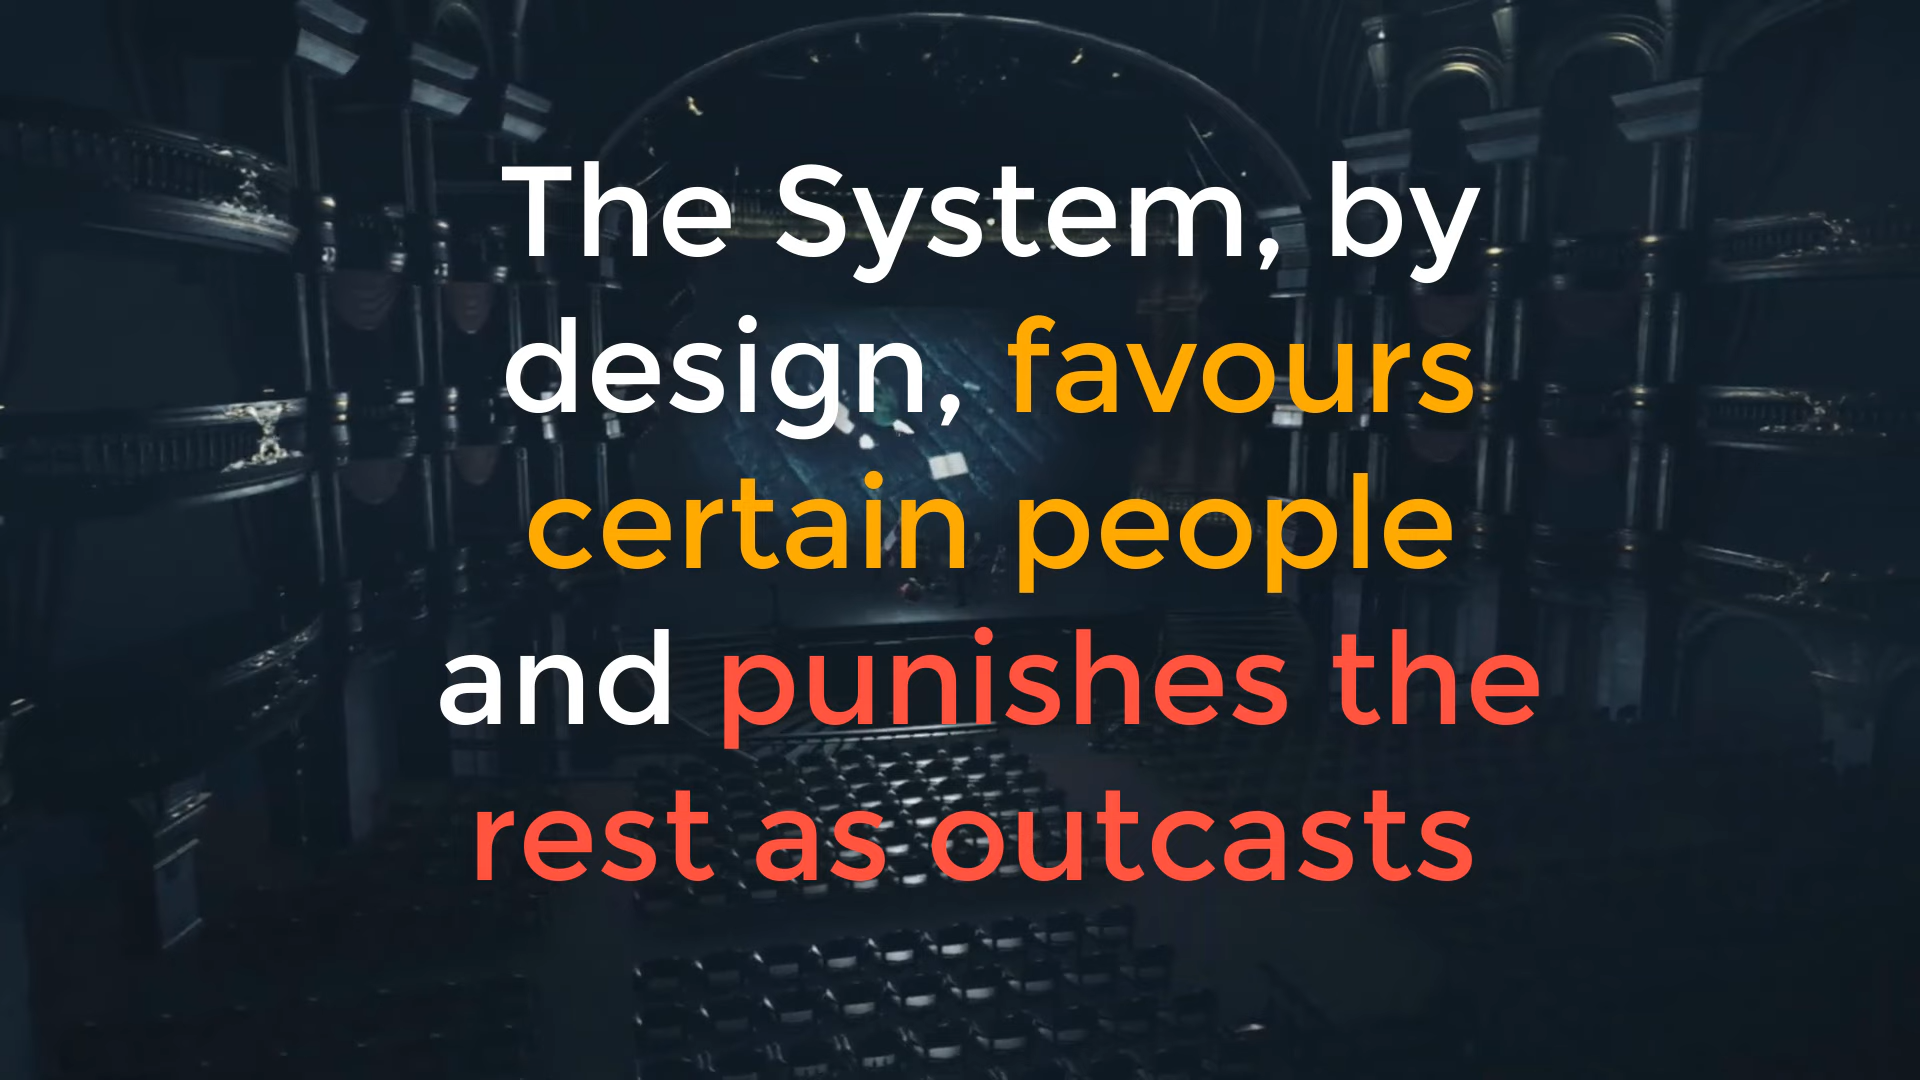 The System, by
design, favours
certain people
and punishes the
rest as outcasts